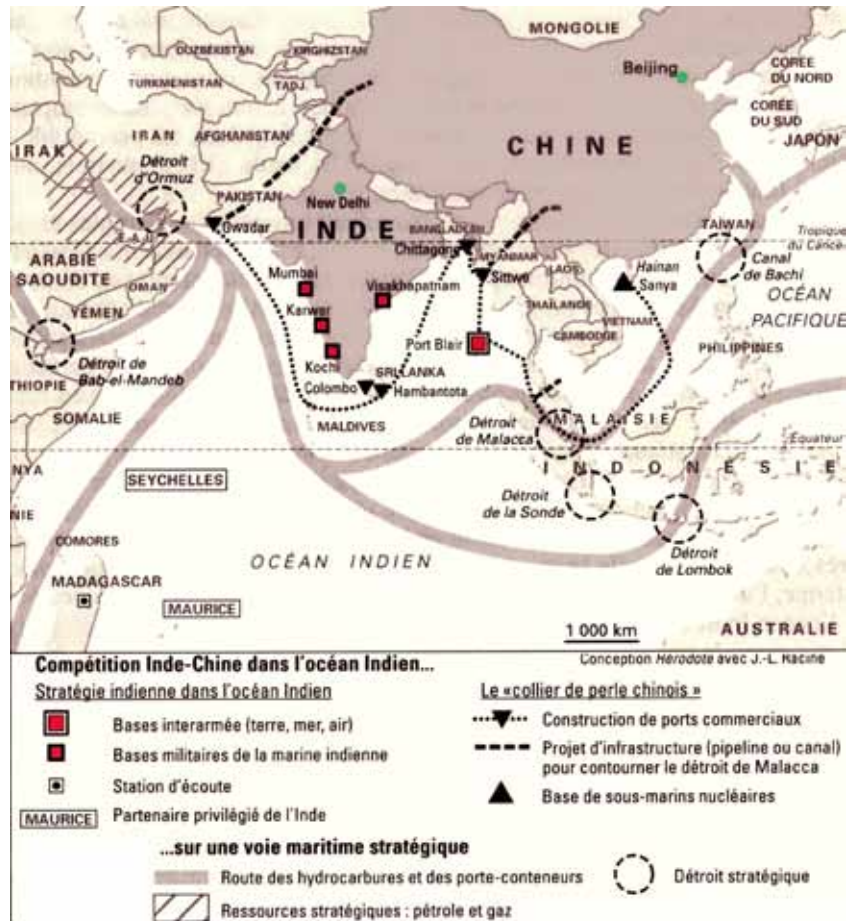 MONGOLIE
OUZBÉKISTAN
KIRGHIZSTAN
TURKMENISTAN
TADJ.
Beijing
CORÉE
DU NORD
CORÉE
DU SUD
JAPON
IRAK
IRAN
AFGHANISTAN
CHINE
Détroit
d'Ormuz
PAKISTAN
New Delhi
Gwadar
INDE
BANGLADESH
Chittagong
MYANMAR
Sittwe
LAOS
Hainan
Sanya
TAÏWAN
Tropique
du Cancer
Canal
de Bachi
E.A.U.
ARABIE
SAOUDITE
OMAN
YÉMEN
Mumbai
Karwar
Kochi
Visakhapatnam
THAÏLANDE
VIETNAM
CAMBODGE
OCÉAN
PACIFIQUE
PHILIPPINES
Port Blair
Détroit de
Bab-el-Mandeb
THIOPIE
SOMALIE
Colombo
SRI LANKA
Hambantota
MALDIVES
Détroit
de Malacca
MALAISIE
Équateur
INDONÉSIE
NYA
NIE
SEYCHELLES
Détroit
de la Sonde
Détroit
de Lombok
COMORES
OCÉAN INDIEN
MADAGASCAR
MAURICE
1 000 km
AUSTRALIE
Compétition Inde-Chine dans l'océan Indien...
Conception Hérodote avec J.-L. Racine
Stratégie indienne dans l'océan Indien
Bases interarmée (terre, mer, air)
Bases militaires de la marine indienne
Station d'écoute
MAURICE Partenaire privilégié de l'Inde
Le «collier de perle chinois»
Construction de ports commerciaux
Projet d'infrastructure (pipeline ou canal)
pour contourner le détroit de Malacca
Base de sous-marins nucléaires
...sur une voie maritime stratégique
Route des hydrocarbures et des porte-conteneurs
Détroit stratégique
Ressources stratégiques : pétrole et gaz